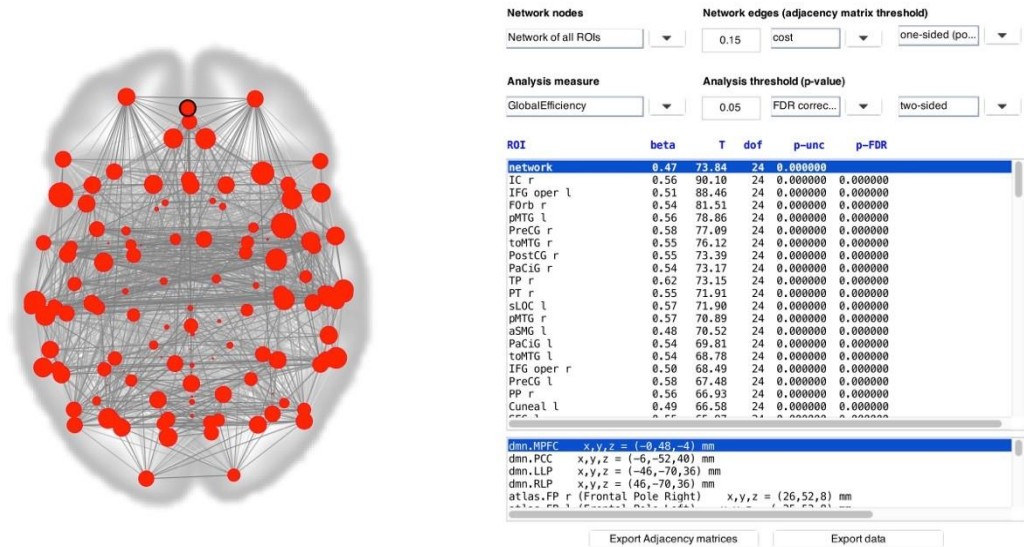 Network nodes Network edges (adjacency matrix threshold)
Network of all ROIs 0.15 cost one-sided (po...
Analysis measure Analysis threshold (p-value)
GlobalEfficiency 0.05 FDR correc... two-sided
ROI beta T dof p-unc p-FDR
network 0.47 73.84 24 0.000000
IC r 0.56 90.10 24 0.000000 0.000000
IFG oper l 0.51 88.46 24 0.000000 0.000000
FOrb r 0.54 81.51 24 0.000000 0.000000
pMTG l 0.56 78.86 24 0.000000 0.000000
PreCG r 0.58 77.09 24 0.000000 0.000000
toMTG r 0.55 76.12 24 0.000000 0.000000
PostCG r 0.55 73.39 24 0.000000 0.000000
PaCiG r 0.54 73.17 24 0.000000 0.000000
TP r 0.62 73.15 24 0.000000 0.000000
PT r 0.55 71.91 24 0.000000 0.000000
sLOC l 0.57 71.90 24 0.000000 0.000000
pMTG r 0.57 70.89 24 0.000000 0.000000
aSMG l 0.48 70.52 24 0.000000 0.000000
PaCiG l 0.54 69.81 24 0.000000 0.000000
toMTG l 0.54 68.78 24 0.000000 0.000000
IFG oper r 0.50 68.49 24 0.000000 0.000000
PreCG l 0.58 67.48 24 0.000000 0.000000
PP r 0.56 66.93 24 0.000000 0.000000
Cuneal l 0.49 66.58 24 0.000000 0.000000
dmn.MPFC x,y,z = (-0,48,-4) mm
dmn.PCC x,y,z = (-6,-52,40) mm
dmn.LLP x,y,z = (-46,-70,36) mm
dmn.RLP x,y,z = (46,-70,36) mm
atlas.FP r (Frontal Pole Right) x,y,z = (26,52,8) mm
Export Adjacency matrices Export data